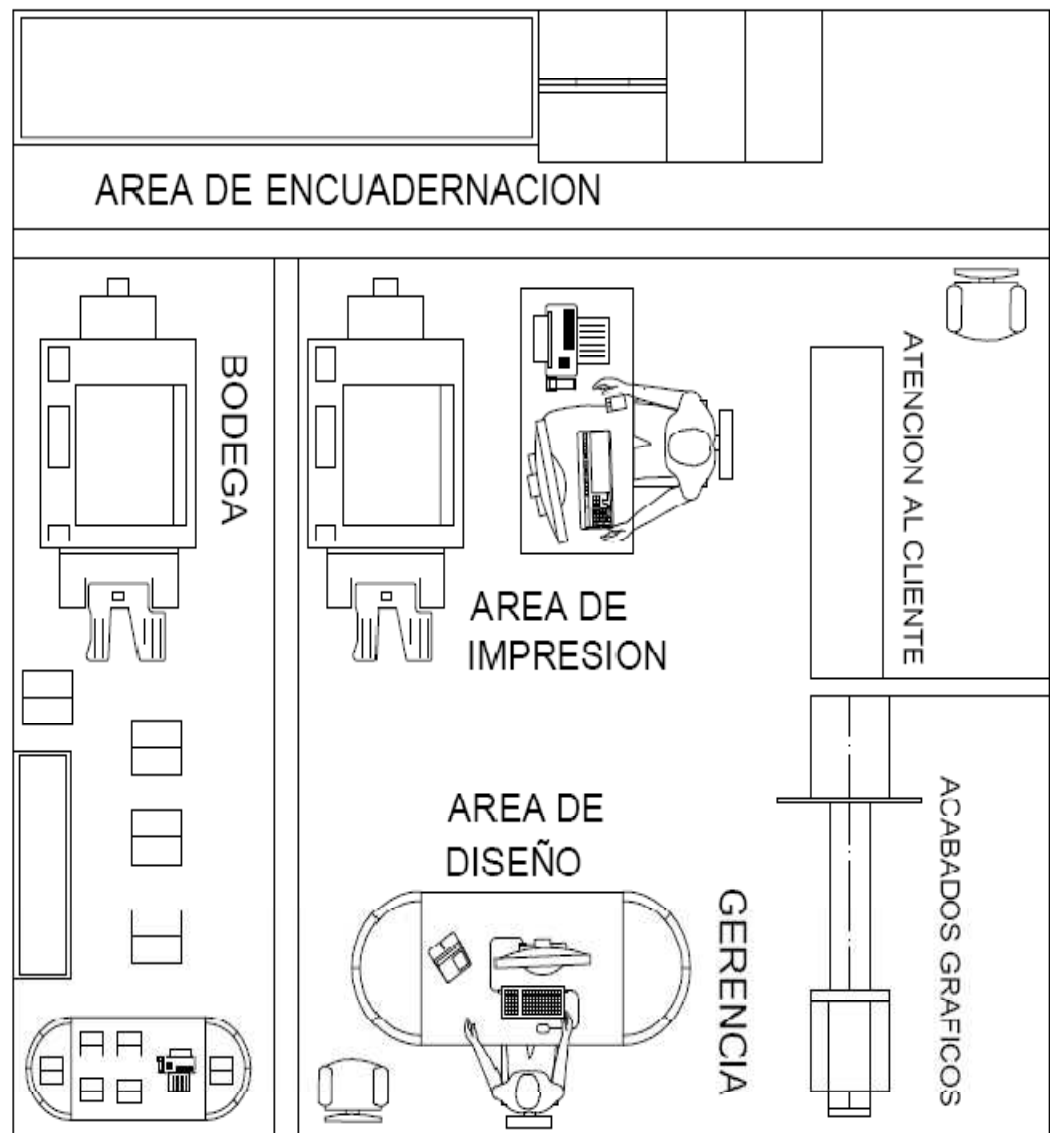 AREA DE ENCUADERNACION
BODEGA
ATENCION AL CLIENTE
AREA DE
IMPRESION
AREA DE
DISEÑO
GERENCIA
ACABADOS GRAFICOS